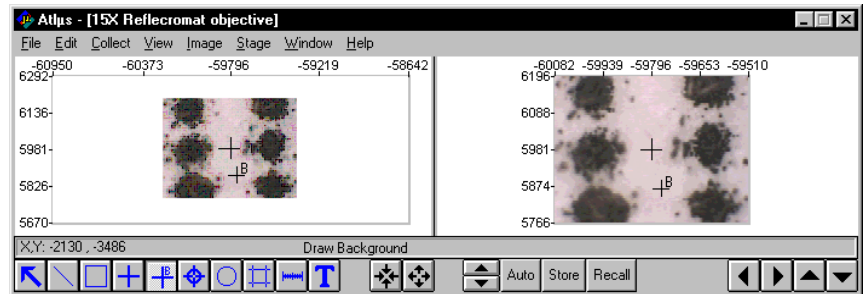 Atlµs - [15X Reflecromat objective]
File Edit Collect View Image Stage Window Help
-60950 -60373 -59796 -59219 -58642
6292-
6136-
5981-
5826-
5670-
B
-60082 -59939 -59796 -59653 -59510
6196-
6088-
5981-
5874-
5766-
B
X,Y: -2130 , -3486 Draw Background
B T Auto Store Recall